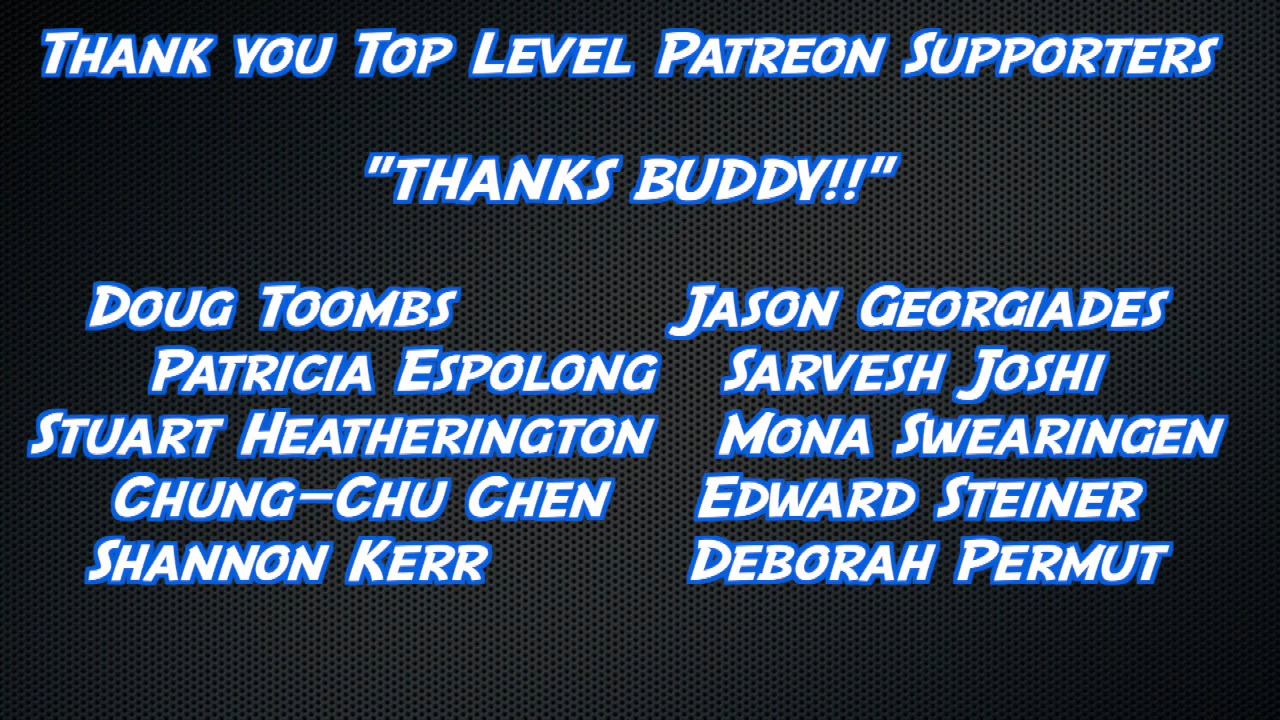 Thank you Top Level Patreon Supporters
"THANKS BUDDY!!"
Doug Toombs Jason Georgiades
Patricia Espolong Sarvesh Joshi
Stuart Heatherington Mona Swearingen
Chung-Chu Chen Edward Steiner
Shannon Kerr Deborah Permut